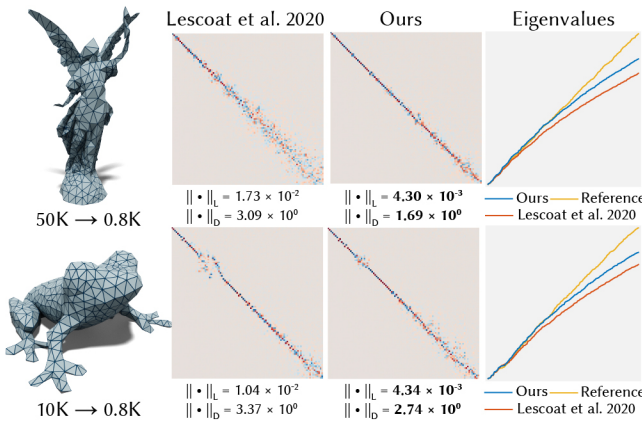 Lescoat et al. 2020 Ours Eigenvalues
|| • ||L = 1.73 × 10⁻² || • ||L = 4.30 × 10⁻³
|| • ||D = 3.09 × 10⁰ || • ||D = 1.69 × 10⁰
Ours Reference
Lescoat et al. 2020
50K → 0.8K
|| • ||L = 1.04 × 10⁻² || • ||L = 4.34 × 10⁻³
|| • ||D = 3.37 × 10⁰ || • ||D = 2.74 × 10⁰
Ours Reference
Lescoat et al. 2020
10K → 0.8K